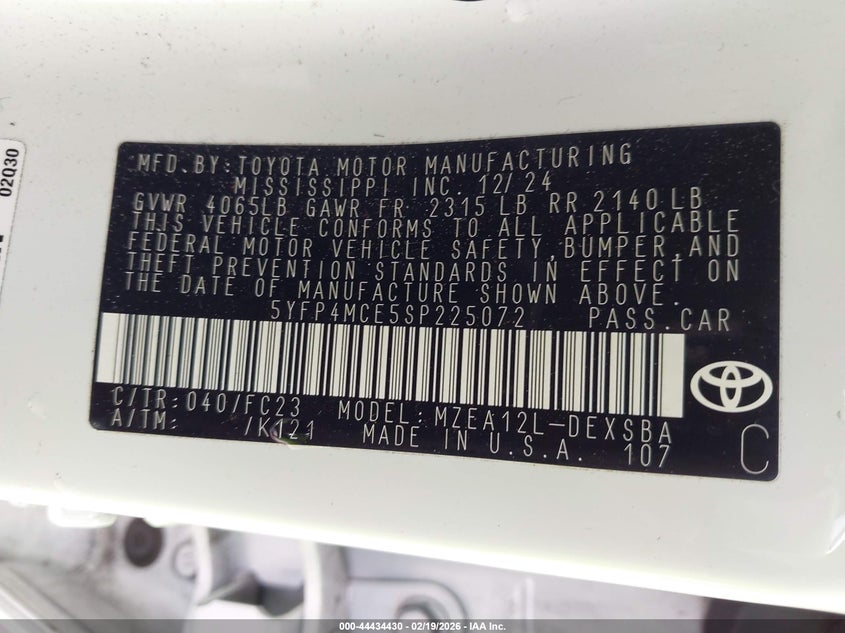 02Q30
MFD.BY:TOYOTA MOTOR MANUFACTURING
MISSISSIPPI INC. 12/24
GVWR 4065LB GAWR FR 2315 LB RR 2140 LB
THIS VEHICLE CONFORMS TO ALL APPLICABLE
FEDERAL MOTOR VEHICLE SAFETY,BUMPER,AND
THEFT PREVENTION STANDARDS IN EFFECT ON
THE DATE OF MANUFACTURE SHOWN ABOVE.
5YFP4MCE5SP225072 PASS.CAR
C/TR:040/FC23 MODEL:MZEA12L-DEXSBA
A/TM: /K121 MADE IN U.S.A. 107
C
000-44434430 - 02/19/2026 - IAA Inc.